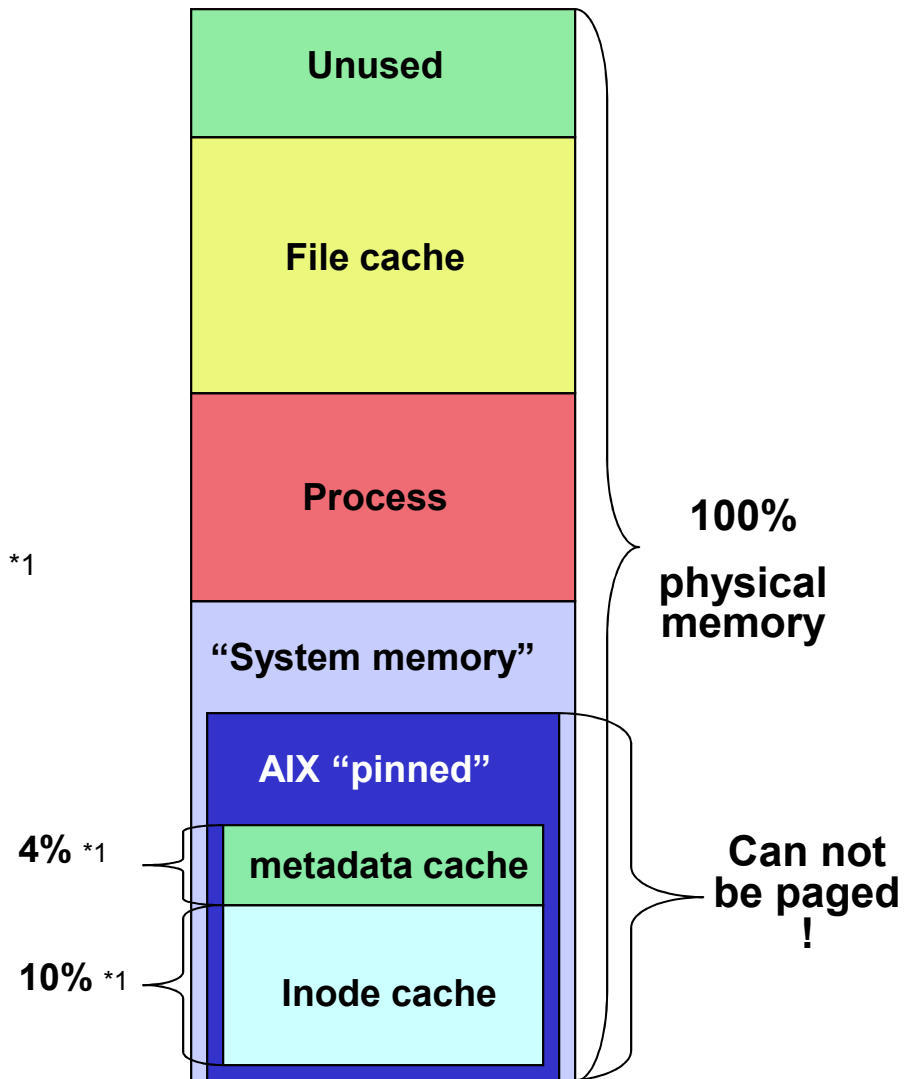 Unused
File cache
Process
*1
100%
physical
memory
“System memory”
AIX “pinned”
4% *1
metadata cache
Can not
be paged
!
10% *1
Inode cache